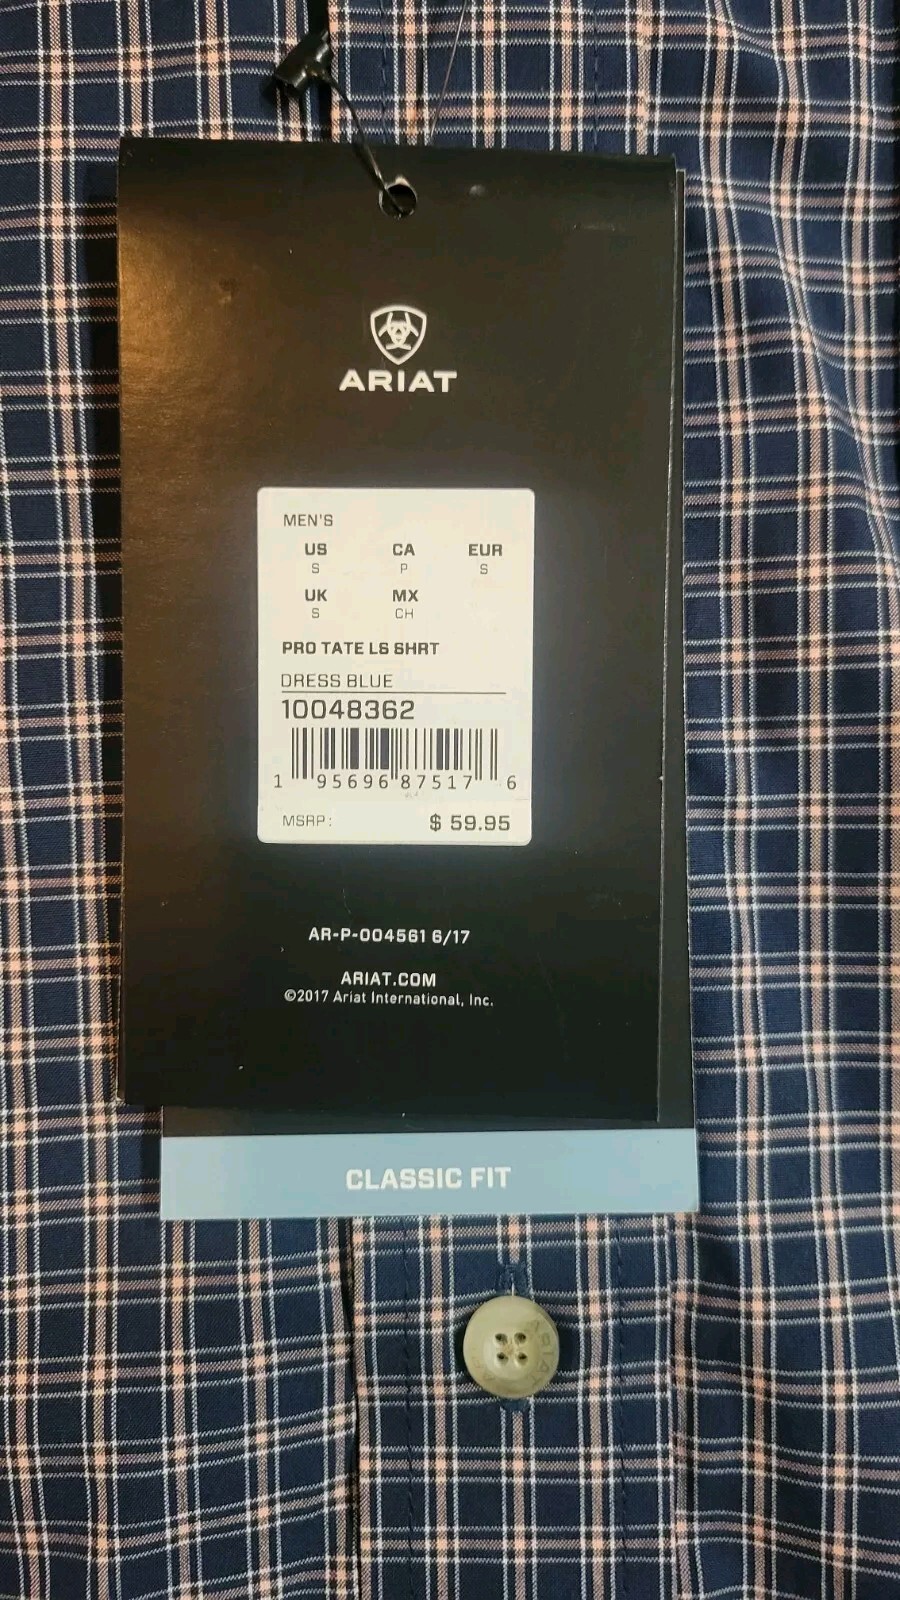 ARIAT
MEN'S
US CA EUR
S P S
UK MX
S CH
PRO TATE LS SHRT
DRESS BLUE
10048362
1 95696 87517 6
MSRP: $ 59.95
AR-P-004561 6/17
ARIAT.COM
©2017 Ariat International, Inc.
CLASSIC FIT
ARIAT